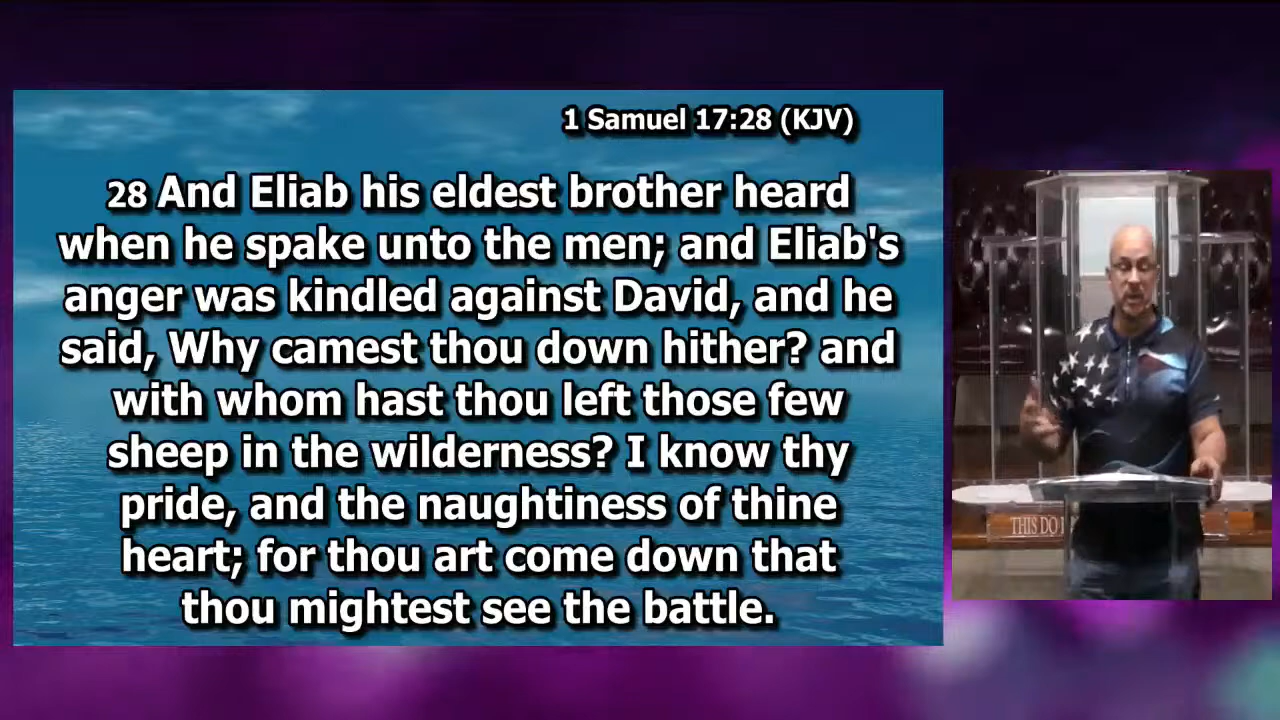 1 Samuel 17:28 (KJV)
28 And Eliab his eldest brother heard
when he spake unto the men; and Eliab's
anger was kindled against David, and he
said, Why camest thou down hither? and
with whom hast thou left those few
sheep in the wilderness? I know thy
pride, and the naughtiness of thine
heart; for thou art come down that
thou mightest see the battle.
THIS DO